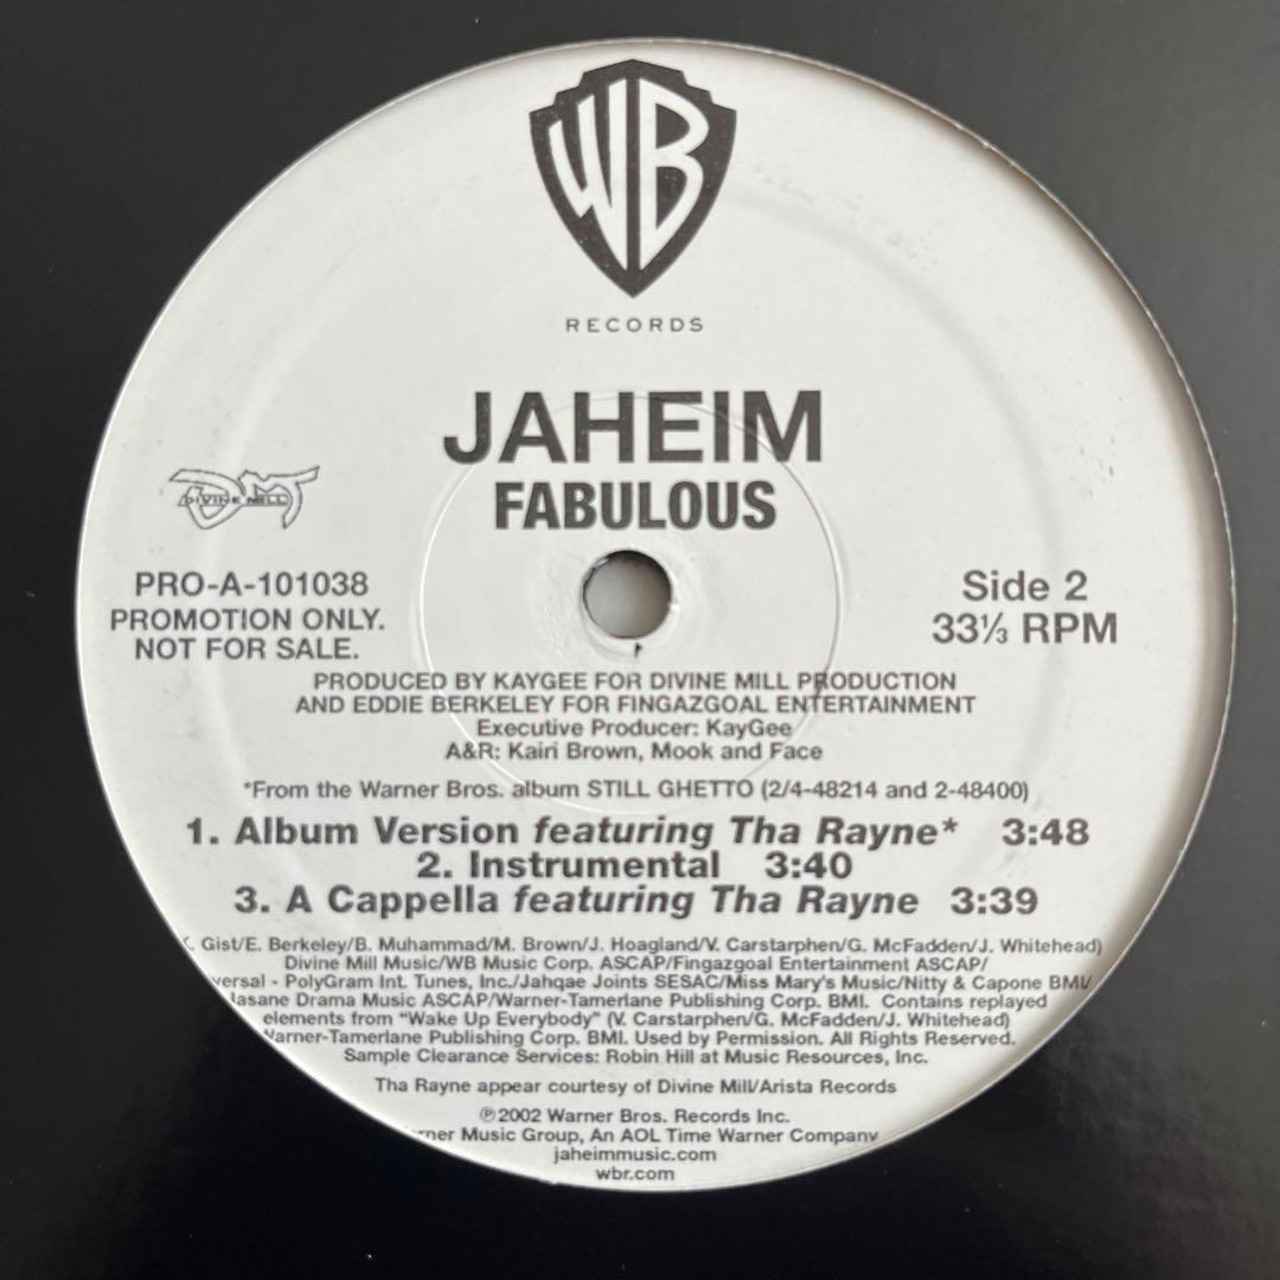 WB
RECORDS
JAHEIM
FABULOUS
DIVINE MILL
PRO-A-101038
PROMOTION ONLY.
NOT FOR SALE.
Side 2
33⅓ RPM
PRODUCED BY KAYGEE FOR DIVINE MILL PRODUCTION
AND EDDIE BERKELEY FOR FINGAZGOAL ENTERTAINMENT
Executive Producer: KayGee
A&R: Kairi Brown, Mook and Face
*From the Warner Bros. album STILL GHETTO (2/4-48214 and 2-48400)
1. Album Version featuring Tha Rayne* 3:48
2. Instrumental 3:40
3. A Cappella featuring Tha Rayne 3:39
Gist/E. Berkeley/B. Muhammad/M. Brown/J. Hoagland/V. Carstarphen/G. McFadden/J. Whitehead)
Divine Mill Music/WB Music Corp. ASCAP/Fingazgoal Entertainment ASCAP/
versal - PolyGram Int. Tunes, Inc./Jahqae Joints SESAC/Miss Mary's Music/Nitty & Capone BMI/
lasane Drama Music ASCAP/Warner-Tamerlane Publishing Corp. BMI. Contains replayed
elements from "Wake Up Everybody" (V. Carstarphen/G. McFadden/J. Whitehead)
Varner-Tamerlane Publishing Corp. BMI. Used by Permission. All Rights Reserved.
Sample Clearance Services: Robin Hill at Music Resources, Inc.
Tha Rayne appear courtesy of Divine Mill/Arista Records
℗2002 Warner Bros. Records Inc.
ner Music Group, An AOL Time Warner Company
jaheimmusic.com
wbr.com